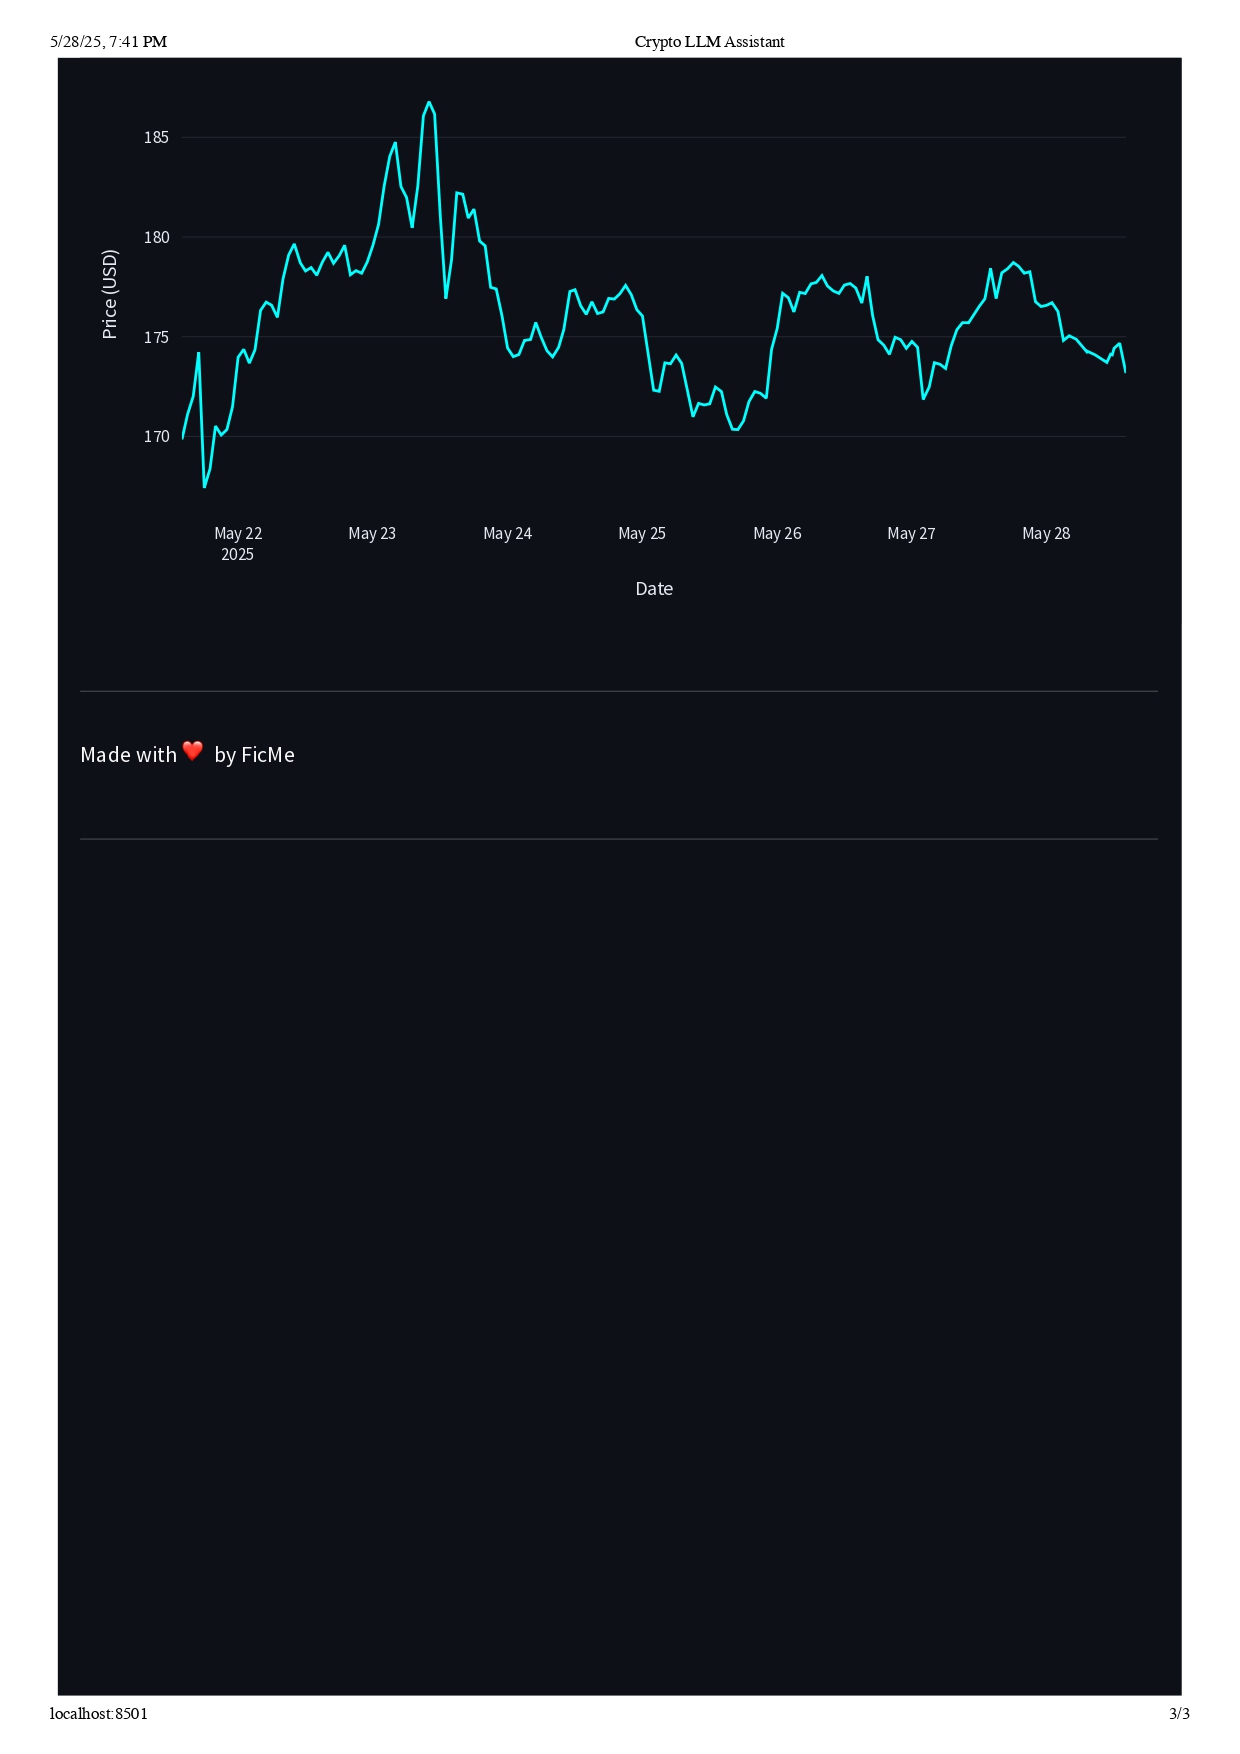 5/28/25, 7:41 PM Crypto LLM Assistant
185
180
175
170
Price (USD)
May 22 May 23 May 24 May 25 May 26 May 27 May 28
2025
Date
Made with ❤️ by FicMe
localhost:8501 3/3